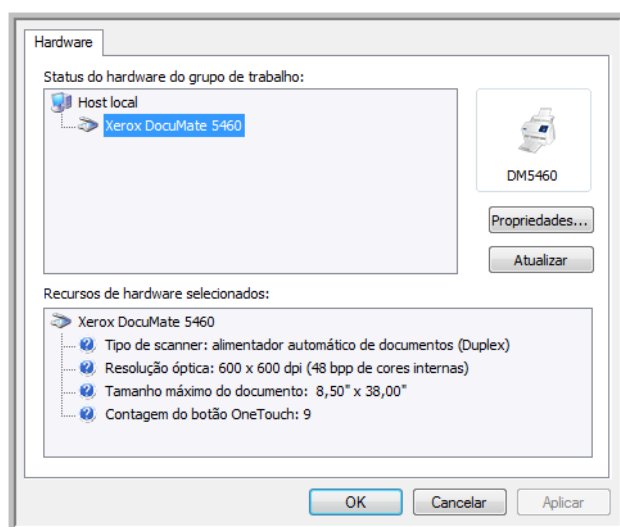 Hardware
Status do hardware do grupo de trabalho:
Host local
Xerox DocuMate 5460
DM5460
Propriedades...
Atualizar
Recursos de hardware selecionados:
Xerox DocuMate 5460
Tipo de scanner: alimentador automático de documentos (Duplex)
Resolução óptica: 600 x 600 dpi (48 bpp de cores internas)
Tamanho máximo do documento: 8,50" x 38,00"
Contagem do botão OneTouch: 9
OK
Cancelar
Aplicar